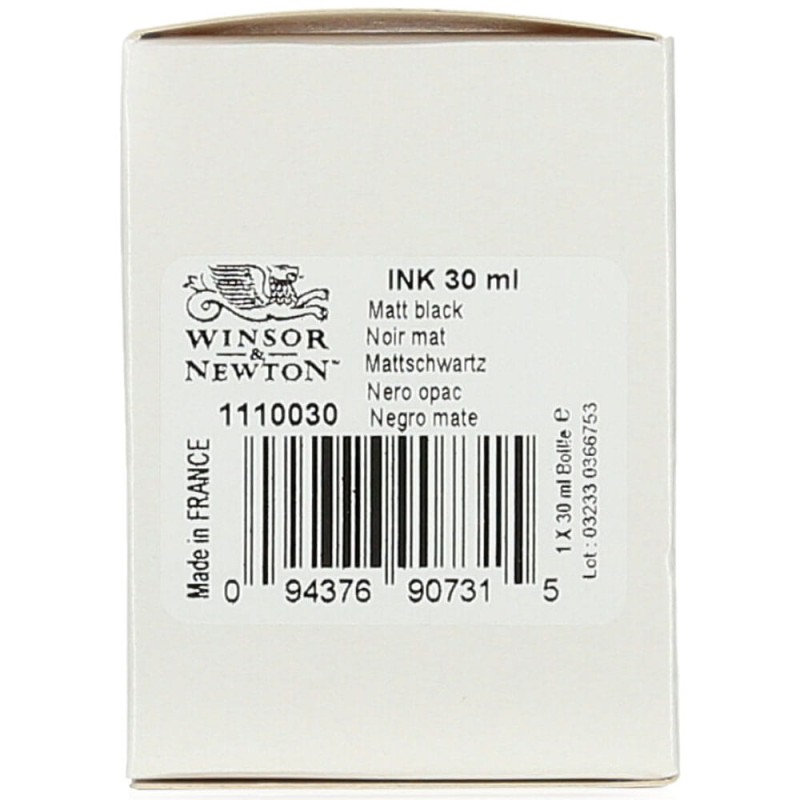 INK 30 ml
Matt black
Noir mat
Mattschwartz
Nero opac
Negro mate
WINSOR
&
NEWTON™
1110030
Made in FRANCE
0 94376 90731 5
1 X 30 ml Bottle e
Lot : 03233 0366753